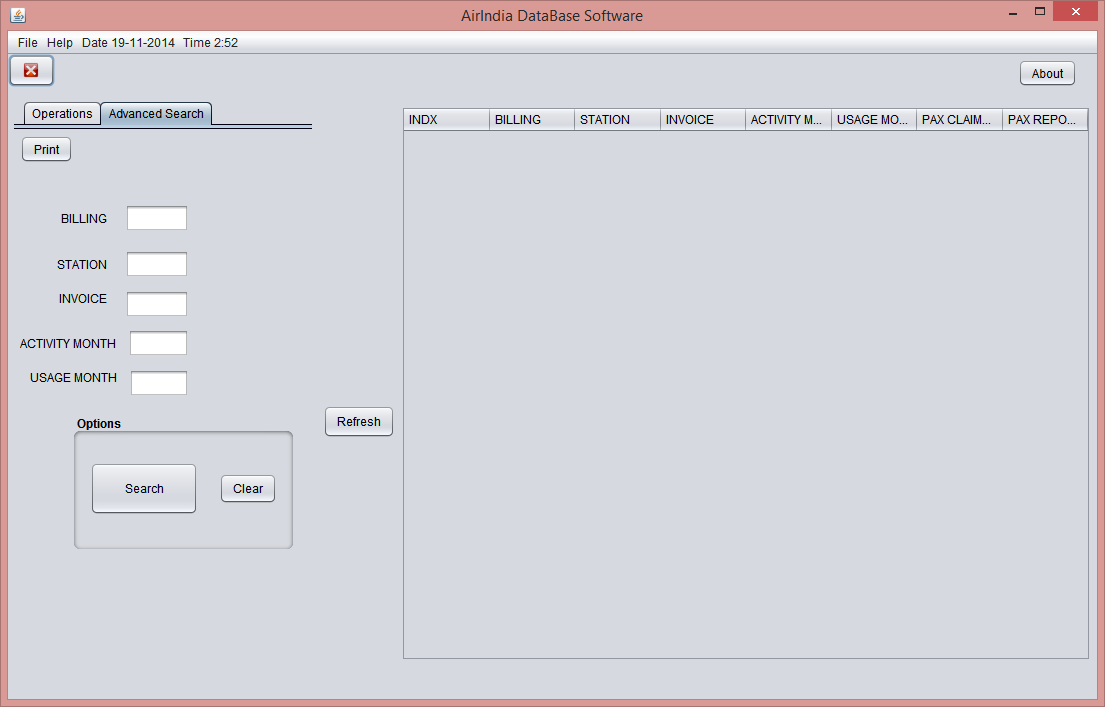 AirIndia DataBase Software
File Help Date 19-11-2014 Time 2:52
About
Operations Advanced Search
INDX BILLING STATION INVOICE ACTIVITY M... USAGE MO... PAX CLAIM... PAX REPO...
Print
BILLING
STATION
INVOICE
ACTIVITY MONTH
USAGE MONTH
Options
Refresh
Search Clear